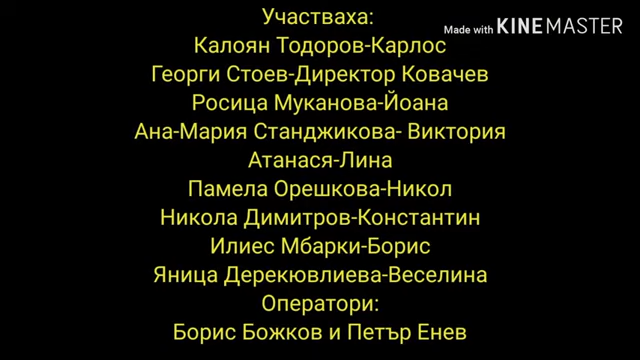 Участваха:
Made with KINEMASTER
Калоян Тодоров-Карлос
Георги Стоев-Директор Ковачев
Росица Муканова-Йоана
Ана-Мария Станджикова- Виктория
Атанася-Лина
Памела Орешкова-Никол
Никола Димитров-Константин
Илиес Мбарки-Борис
Яница Дерекювлиева-Веселина
Оператори:
Борис Божков и Петър Енев